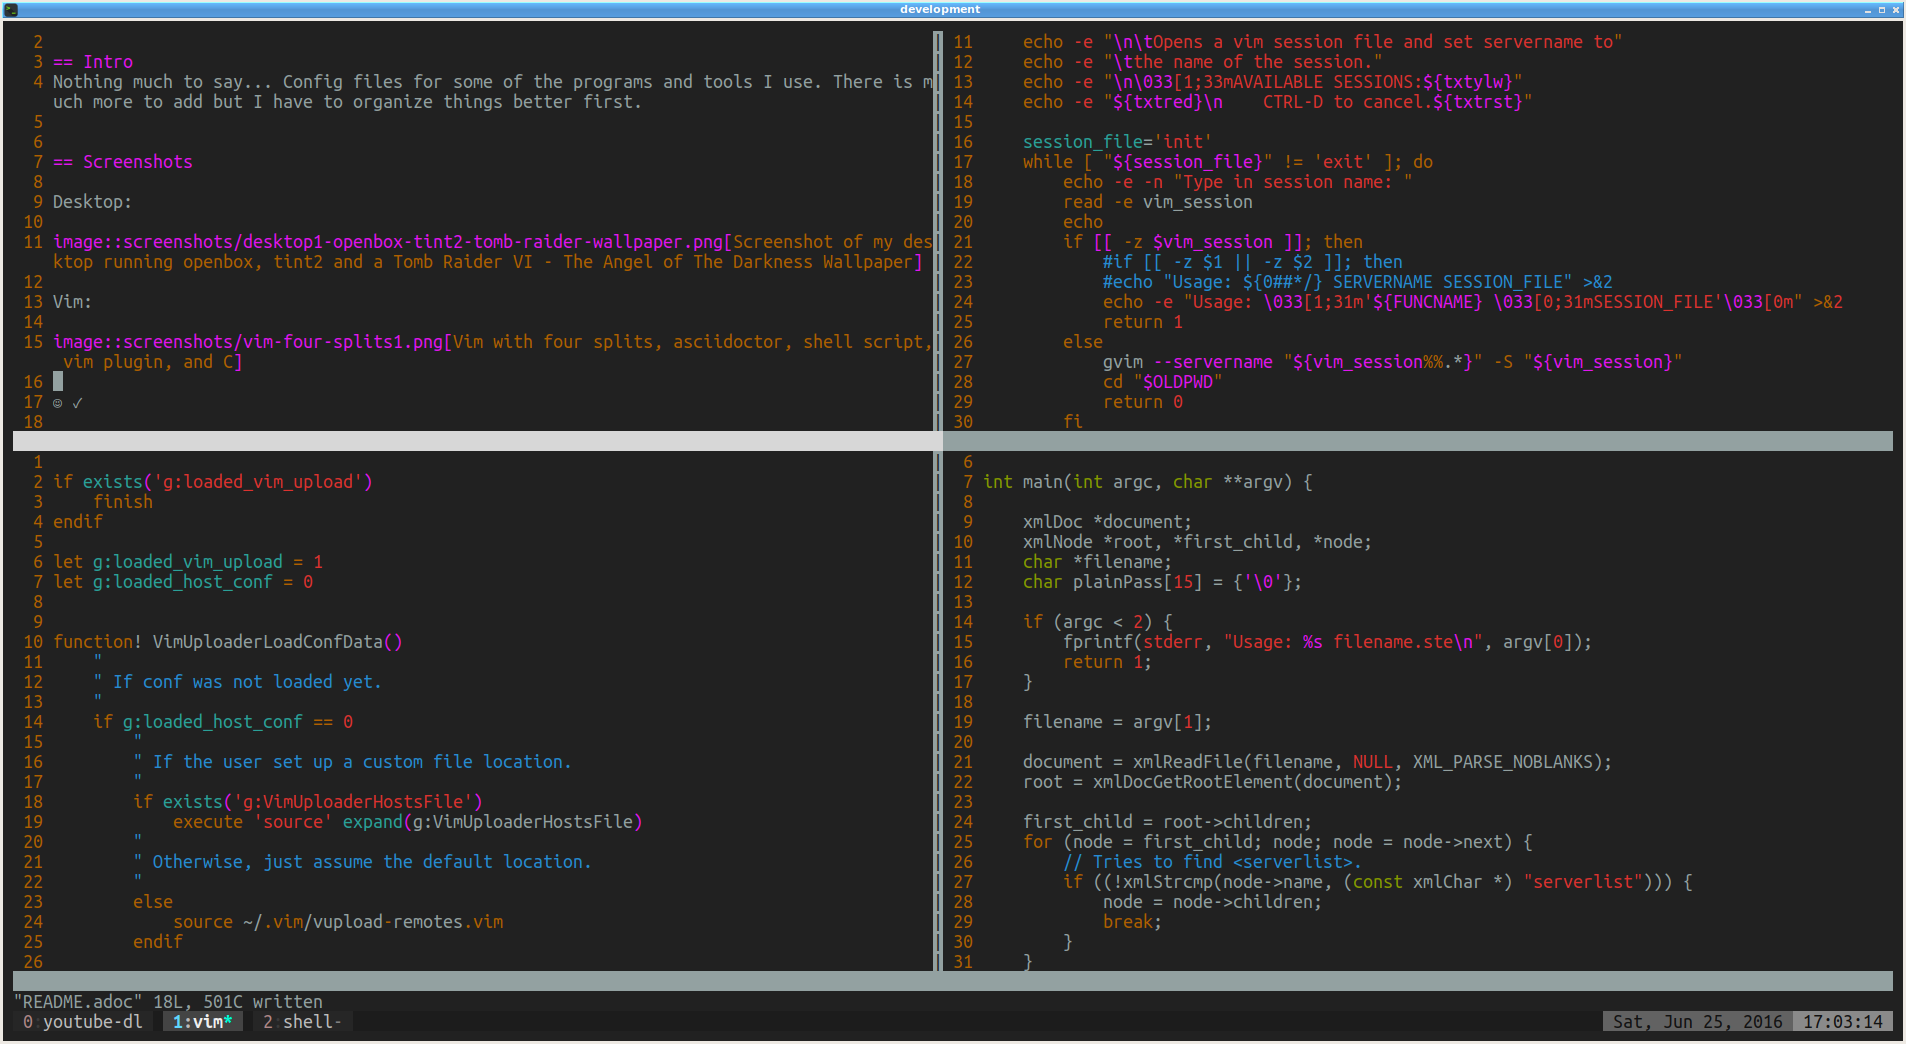 development
2
3 == Intro
4 Nothing much to say... Config files for some of the programs and tools I use. There is m
uch more to add but I have to organize things better first.
5
6
7 == Screenshots
8
9 Desktop:
10
11 image::screenshots/desktop1-openbox-tint2-tomb-raider-wallpaper.png[Screenshot of my des
ktop running openbox, tint2 and a Tomb Raider VI - The Angel of The Darkness Wallpaper]
12
13 Vim:
14
15 image::screenshots/vim-four-splits1.png[Vim with four splits, asciidoctor, shell script,
 vim plugin, and C]
16
17 ☺ ✓
18
11     echo -e "\n\tOpens a vim session file and set servername to"
12     echo -e "\tthe name of the session."
13     echo -e "\n\033[1;33mAVAILABLE SESSIONS:${txtylw}"
14     echo -e "${txtred}\n    CTRL-D to cancel.${txtrst}"
15
16     session_file='init'
17     while [ "${session_file}" != 'exit' ]; do
18         echo -e -n "Type in session name: "
19         read -e vim_session
20         echo
21         if [[ -z $vim_session ]]; then
22             #if [[ -z $1 || -z $2 ]]; then
23             #echo "Usage: ${0##*/} SERVERNAME SESSION_FILE" >&2
24             echo -e "Usage: \033[1;31m'${FUNCNAME} \033[0;31mSESSION_FILE'\033[0m" >&2
25             return 1
26         else
27             gvim --servername "${vim_session%%.*}" -S "${vim_session}"
28             cd "$OLDPWD"
29             return 0
30         fi
1
2 if exists('g:loaded_vim_upload')
3     finish
4 endif
5
6 let g:loaded_vim_upload = 1
7 let g:loaded_host_conf = 0
8
9
10 function! VimUploaderLoadConfData()
11     "
12     " If conf was not loaded yet.
13     "
14     if g:loaded_host_conf == 0
15         "
16         " If the user set up a custom file location.
17         "
18         if exists('g:VimUploaderHostsFile')
19             execute 'source' expand(g:VimUploaderHostsFile)
20         "
21         " Otherwise, just assume the default location.
22         "
23         else
24             source ~/.vim/vupload-remotes.vim
25         endif
26
6
7 int main(int argc, char **argv) {
8
9     xmlDoc *document;
10     xmlNode *root, *first_child, *node;
11     char *filename;
12     char plainPass[15] = {'\0'};
13
14     if (argc < 2) {
15         fprintf(stderr, "Usage: %s filename.ste\n", argv[0]);
16         return 1;
17     }
18
19     filename = argv[1];
20
21     document = xmlReadFile(filename, NULL, XML_PARSE_NOBLANKS);
22     root = xmlDocGetRootElement(document);
23
24     first_child = root->children;
25     for (node = first_child; node; node = node->next) {
26         // Tries to find <serverlist>.
27         if ((!xmlStrcmp(node->name, (const xmlChar *) "serverlist"))) {
28             node = node->children;
29             break;
30         }
31     }
"README.adoc" 18L, 501C written
0:youtube-dl  1:vim*  2:shell-  Sat, Jun 25, 2016  17:03:14